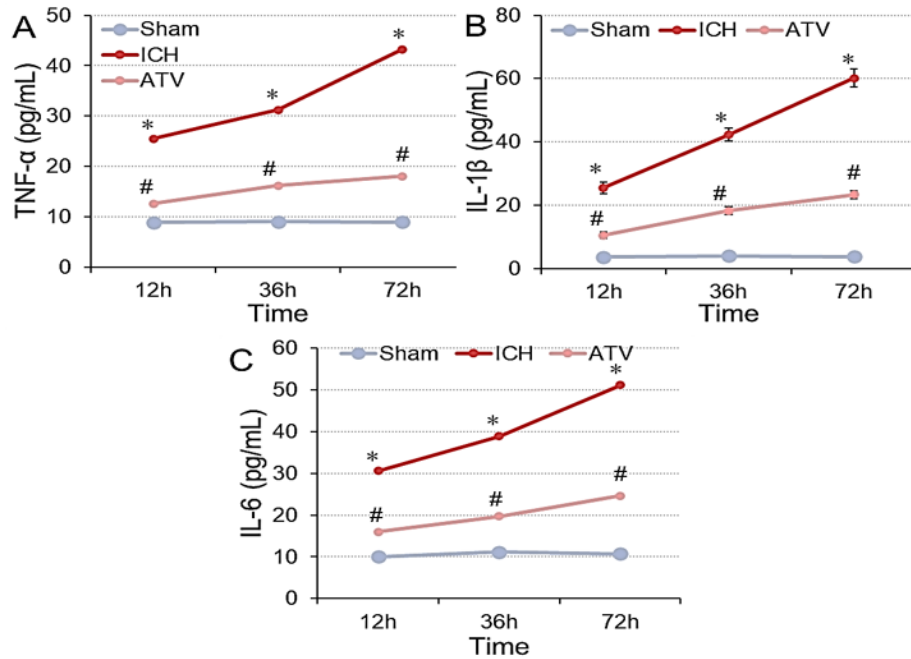 A
TNF-α (pg/mL)
50
40
30
20
10
0
Sham
ICH
ATV
*
*
*
#
#
#
12h 36h 72h
Time
B
IL-1β (pg/mL)
80
60
40
20
0
Sham ICH ATV
*
*
*
#
#
#
12h 36h 72h
Time
C
IL-6 (pg/mL)
60
50
40
30
20
10
0
Sham ICH ATV
*
*
*
#
#
#
12h 36h 72h
Time